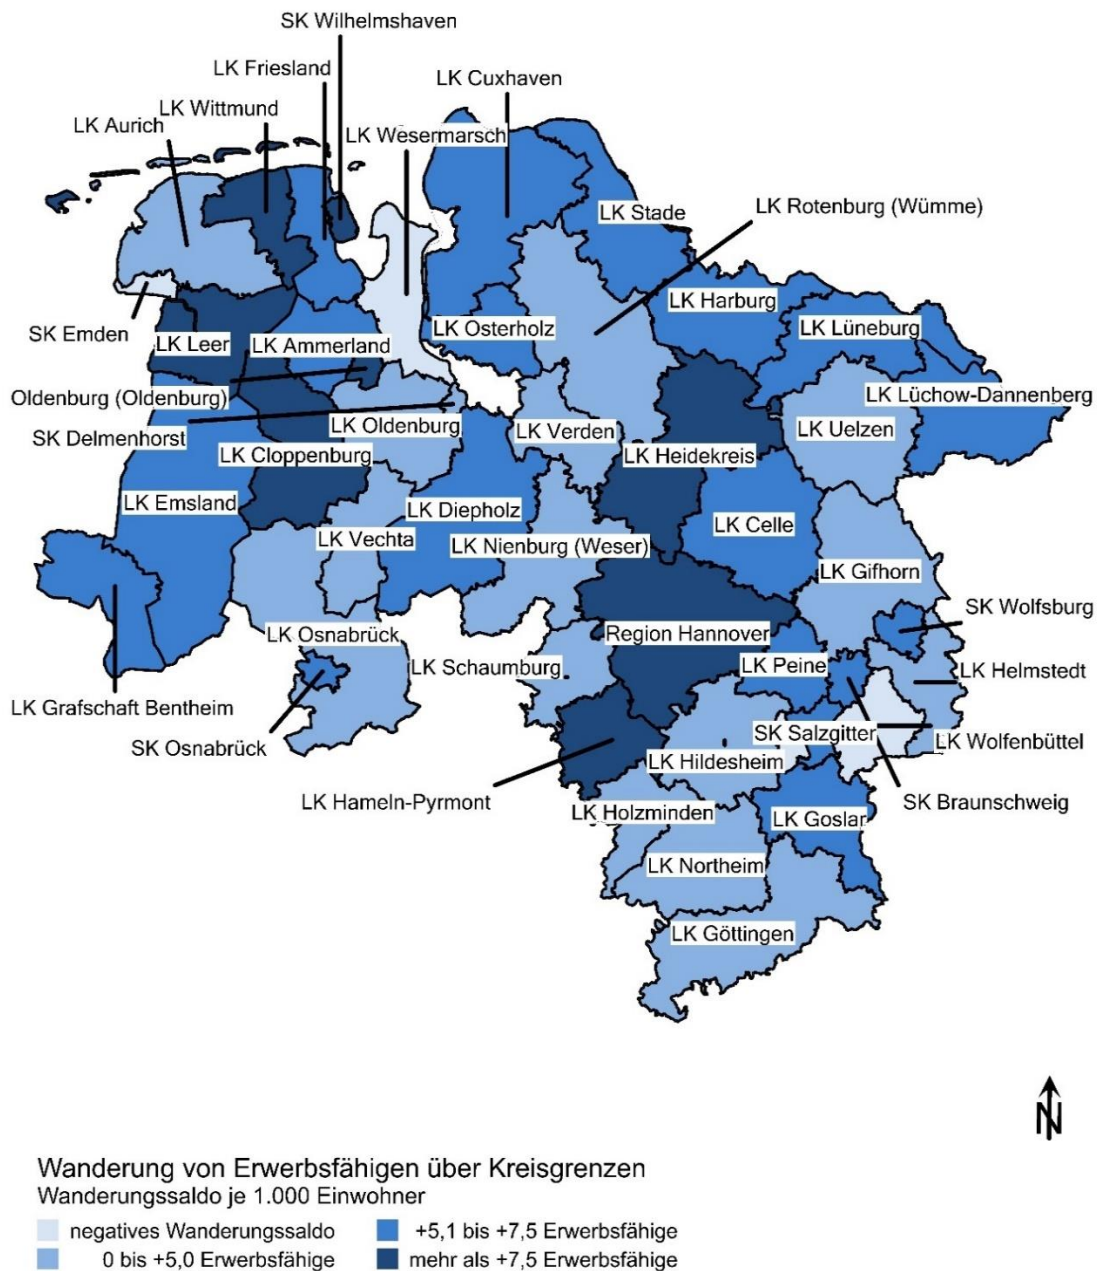 SK Wilhelmshaven
LK Friesland
LK Cuxhaven
LK Wittmund
LK Aurich
LK Wesermarsch
LK Rotenburg (Wümme)
LK Stade
LK Harburg
SK Emden
LK Leer
LK Ammerland
LK Osterholz
LK Lüneburg
Oldenburg (Oldenburg)
LK Lüchow-Dannenberg
SK Delmenhorst
LK Oldenburg
LK Verden
LK Uelzen
LK Cloppenburg
LK Heidekreis
LK Emsland
LK Diepholz
LK Celle
LK Vechta
LK Nienburg (Weser)
LK Gifhorn
SK Wolfsburg
LK Osnabrück
Region Hannover
LK Schaumburg
LK Peine
LK Helmstedt
LK Grafschaft Bentheim
SK Osnabrück
SK Salzgitter
LK Wolfenbüttel
LK Hildesheim
LK Hameln-Pyrmont
SK Braunschweig
LK Holzminden
LK Goslar
LK Northeim
LK Göttingen
N
Wanderung von Erwerbsfähigen über Kreisgrenzen
Wanderungssaldo je 1.000 Einwohner
negatives Wanderungssaldo
+5,1 bis +7,5 Erwerbsfähige
0 bis +5,0 Erwerbsfähige
mehr als +7,5 Erwerbsfähige